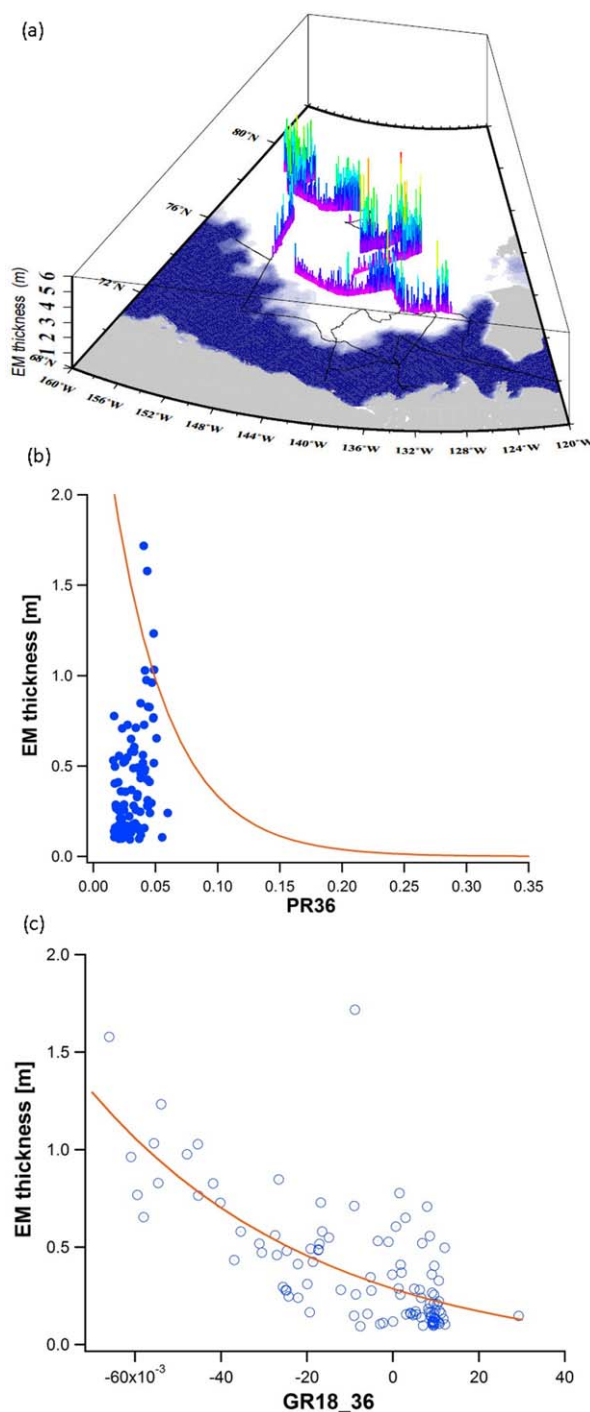 (a)
80°N
76°N
72°N
68°N
EM thickness (m)
1 2 3 4 5 6
160°W 156°W 152°W 148°W 144°W 140°W 136°W 132°W 128°W 124°W 120°W
(b)
2.0
1.5
1.0
0.5
0.0
EM thickness [m]
0.00 0.05 0.10 0.15 0.20 0.25 0.30 0.35
PR36
(c)
2.0
1.5
1.0
0.5
0.0
EM thickness [m]
-60x10⁻³ -40 -20 0 20 40
GR18_36